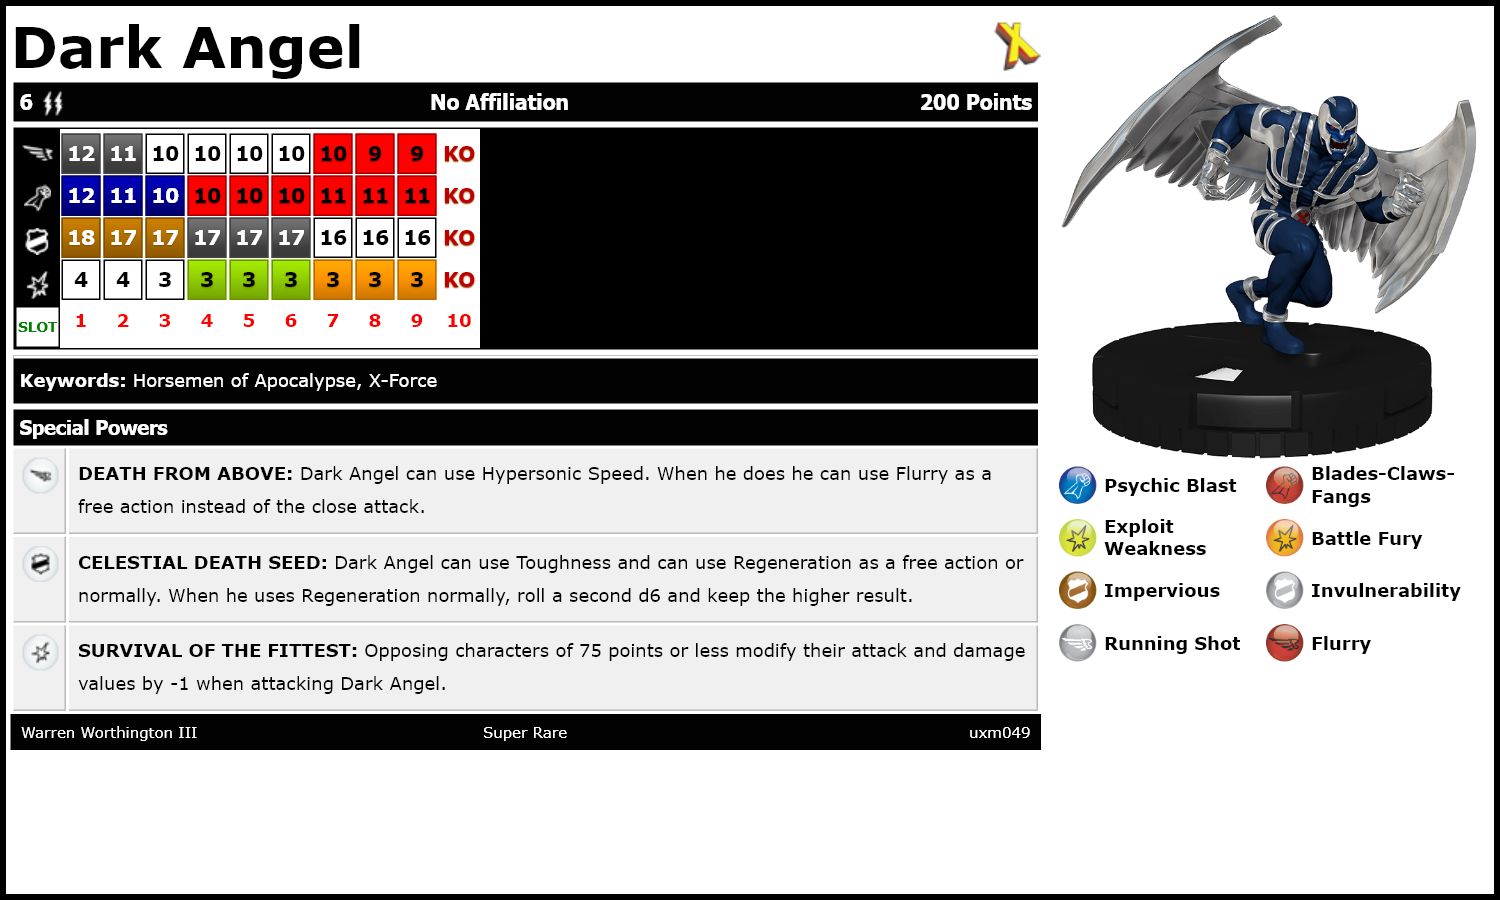 Dark Angel
X
6 No Affiliation 200 Points
12 11 10 10 10 10 10 9 9 KO
12 11 10 10 10 10 11 11 11 KO
18 17 17 17 17 17 16 16 16 KO
4 4 3 3 3 3 3 3 3 KO
SLOT 1 2 3 4 5 6 7 8 9 10
Keywords: Horsemen of Apocalypse, X-Force
Special Powers
DEATH FROM ABOVE: Dark Angel can use Hypersonic Speed. When he does he can use Flurry as a
free action instead of the close attack.
CELESTIAL DEATH SEED: Dark Angel can use Toughness and can use Regeneration as a free action or
normally. When he uses Regeneration normally, roll a second d6 and keep the higher result.
SURVIVAL OF THE FITTEST: Opposing characters of 75 points or less modify their attack and damage
values by -1 when attacking Dark Angel.
Warren Worthington III Super Rare uxm049
Psychic Blast
Blades-Claws-
Fangs
Exploit
Weakness
Battle Fury
Impervious
Invulnerability
Running Shot
Flurry